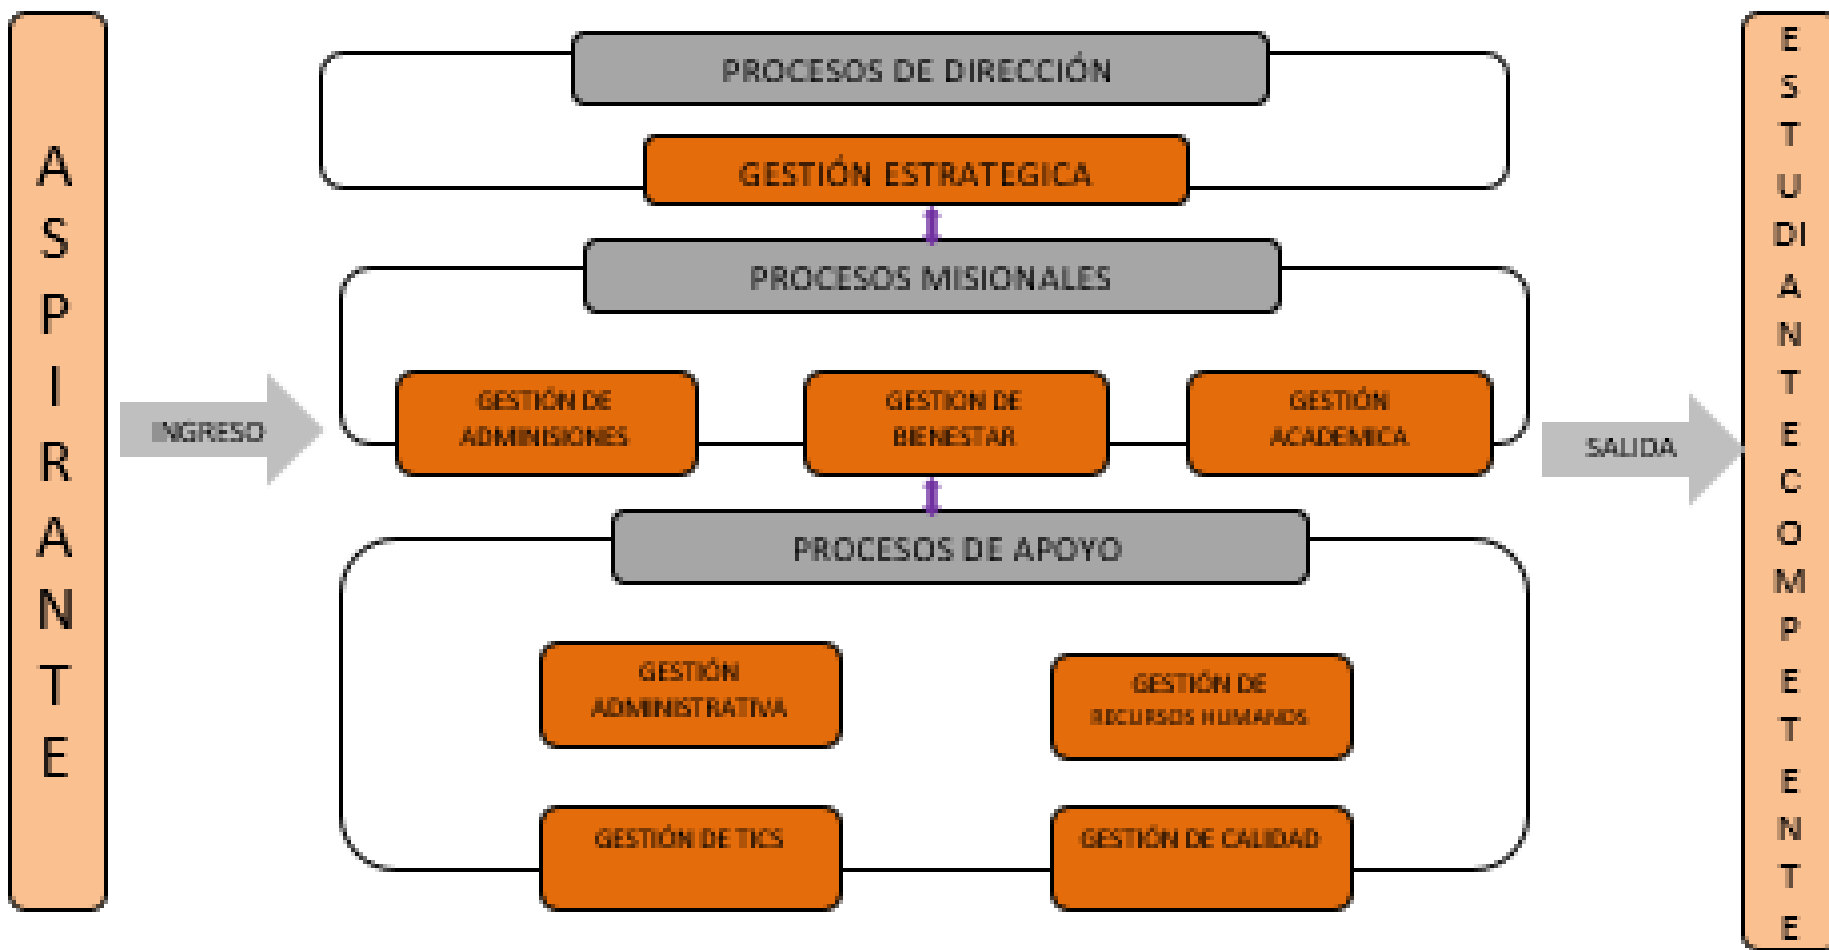 ASPIRANTE
INGRESO
PROCESOS DE DIRECCIÓN
GESTIÓN ESTRATEGICA
PROCESOS MISIONALES
GESTIÓN DE
ADMINISIONES
GESTION DE
BIENESTAR
GESTIÓN
ACADEMICA
PROCESOS DE APOYO
GESTIÓN
ADMINISTRATIVA
GESTIÓN DE
RECURSOS HUMANOS
GESTIÓN DE TICS
GESTIÓN DE CALIDAD
SALIDA
ESTUDIANTE COMPETENTE